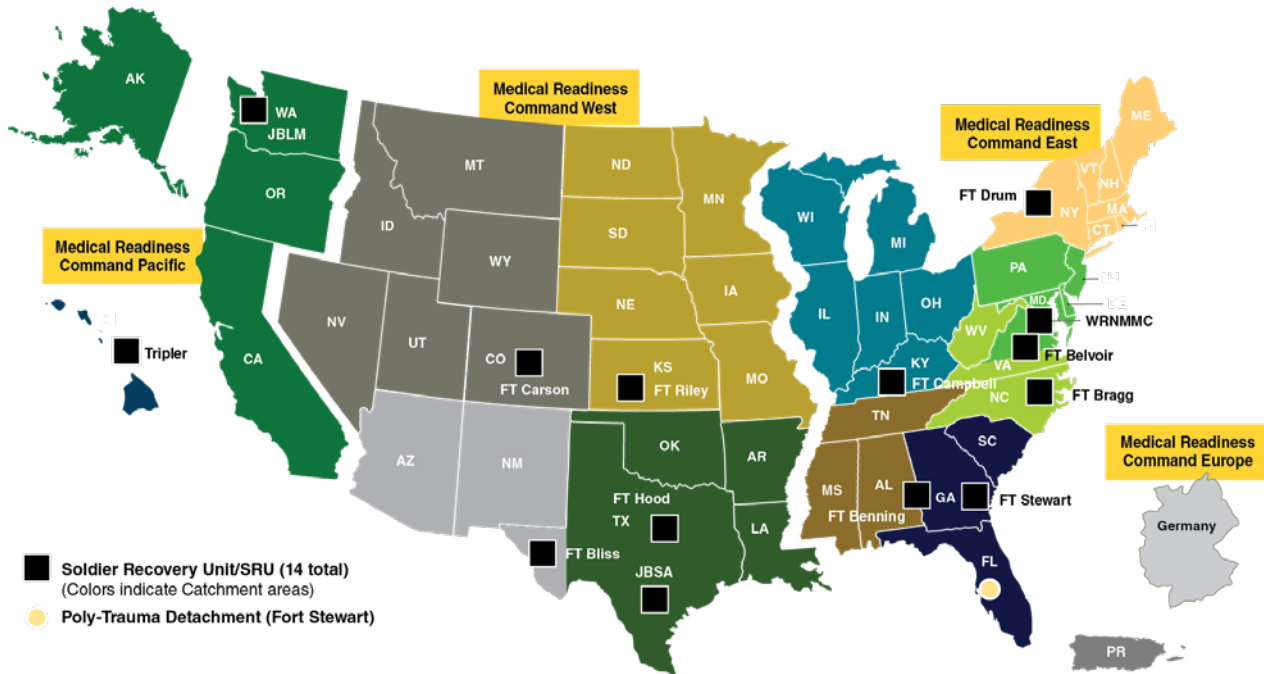 AK
WA
JBLM
OR
CA
Medical Readiness
Command Pacific
Tripler
Medical Readiness
Command West
MT
ID
WY
NV
UT
CO
FT Carson
AZ
NM
FT Bliss
ND
SD
NE
KS
FT Riley
MN
IA
MO
OK
AR
LA
FT Hood
TX
JBSA
WI
MI
IL
IN
OH
KY
FT Campbell
TN
MS
AL
FT Benning
GA
SC
FT Stewart
FL
Medical Readiness
Command East
ME
VT
NH
MA
CT
NY
FT Drum
PA
MD
WRNMMC
WV
VA
FT Belvoir
NC
FT Bragg
Medical Readiness
Command Europe
Germany
PR
Soldier Recovery Unit/SRU (14 total)
(Colors indicate Catchment areas)
Poly-Trauma Detachment (Fort Stewart)